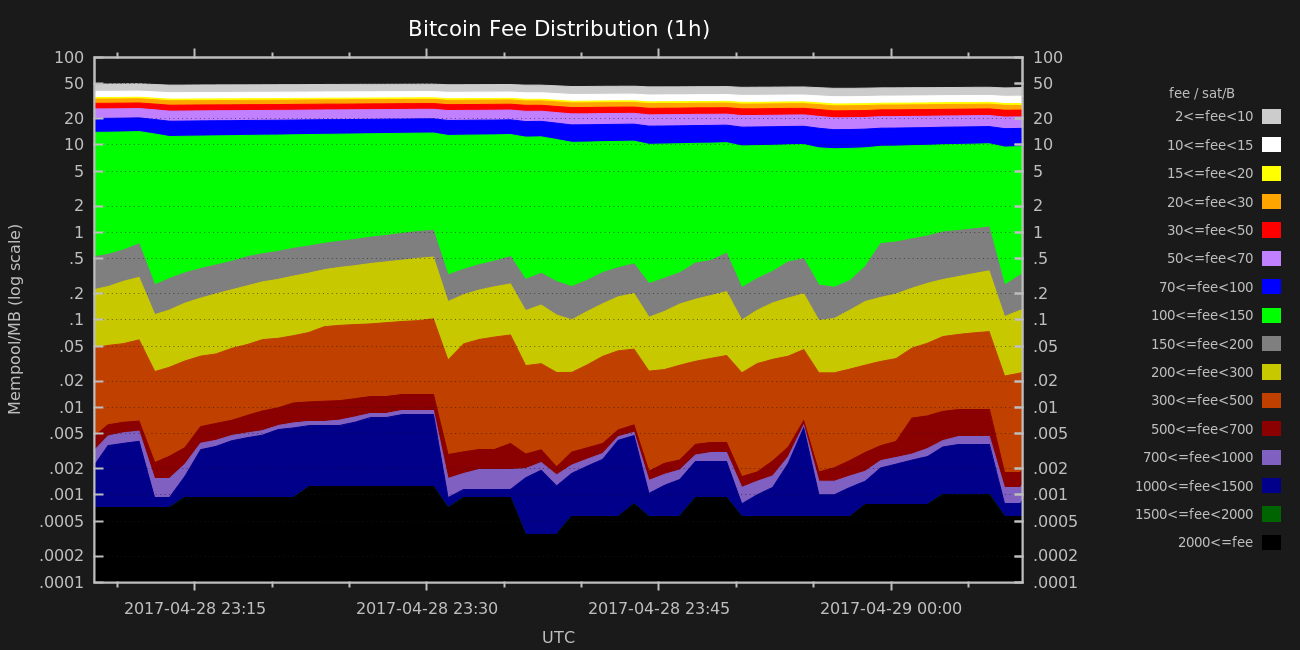 Bitcoin Fee Distribution (1h)
100
50
20
10
5
2
1
.5
.2
.1
.05
.02
.01
.005
.002
.001
.0005
.0002
.0001
Mempool/MB (log scale)
100
50
20
10
5
2
1
.5
.2
.1
.05
.02
.01
.005
.002
.001
.0005
.0002
.0001
2017-04-28 23:15
2017-04-28 23:30
2017-04-28 23:45
2017-04-29 00:00
UTC
fee / sat/B
2<=fee<10
10<=fee<15
15<=fee<20
20<=fee<30
30<=fee<50
50<=fee<70
70<=fee<100
100<=fee<150
150<=fee<200
200<=fee<300
300<=fee<500
500<=fee<700
700<=fee<1000
1000<=fee<1500
1500<=fee<2000
2000<=fee